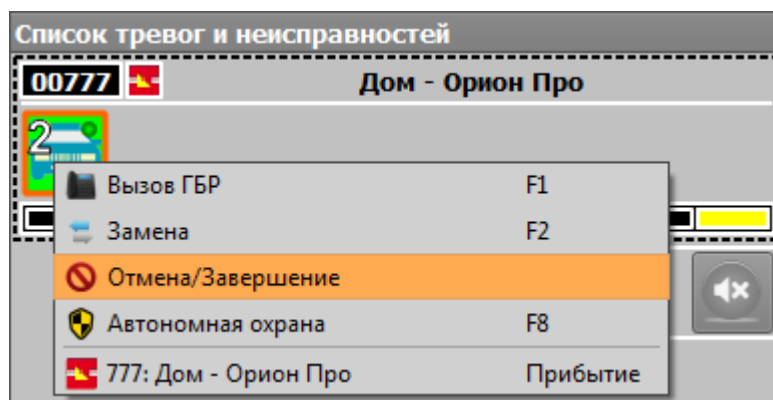 Список тревог и неисправностей
00777 Дом - Орион Про
2
Вызов ГБР F1
Замена F2
Отмена/Завершение
Автономная охрана F8
777: Дом - Орион Про Прибытие